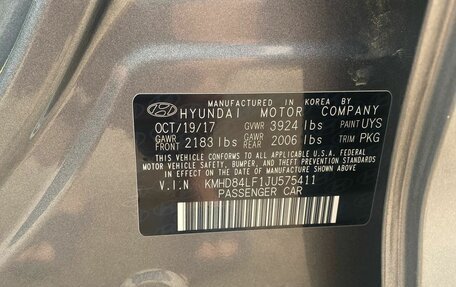 MANUFACTURED IN KOREA BY
HYUNDAI MOTOR COMPANY
OCT/19/17 GVWR 3924 lbs PAINT UYS
GAWR FRONT 2183 lbs GAWR REAR 2006 lbs TRIM PKG
THIS VEHICLE CONFORMS TO ALL APPLICABLE U.S.A. FEDERAL
MOTOR VEHICLE SAFETY, BUMPER, AND THEFT PREVENTION STANDARDS
IN EFFECT ON THE DATE OF MANUFACTURE SHOWN ABOVE.
V.I.N KMHD84LF1JU575411
PASSENGER CAR